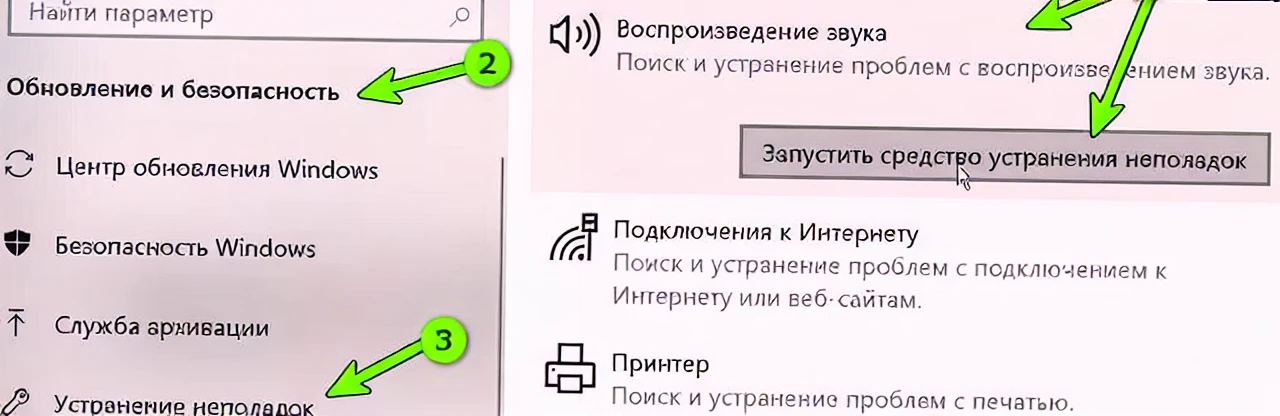 Найти параметр
2
Обновление и безопасность
Центр обновления Windows
Безопасность Windows
Служба архивации
3
Устранение неполадок
Воспроизведение звука
Поиск и устранение проблем с воспроизведением звука.
Запустить средство устранения неполадок
Подключения к Интернету
Поиск и устранение проблем с подключением к
Интернету или веб-сайтам.
Принтер
Поиск и устранение проблем с печатью.